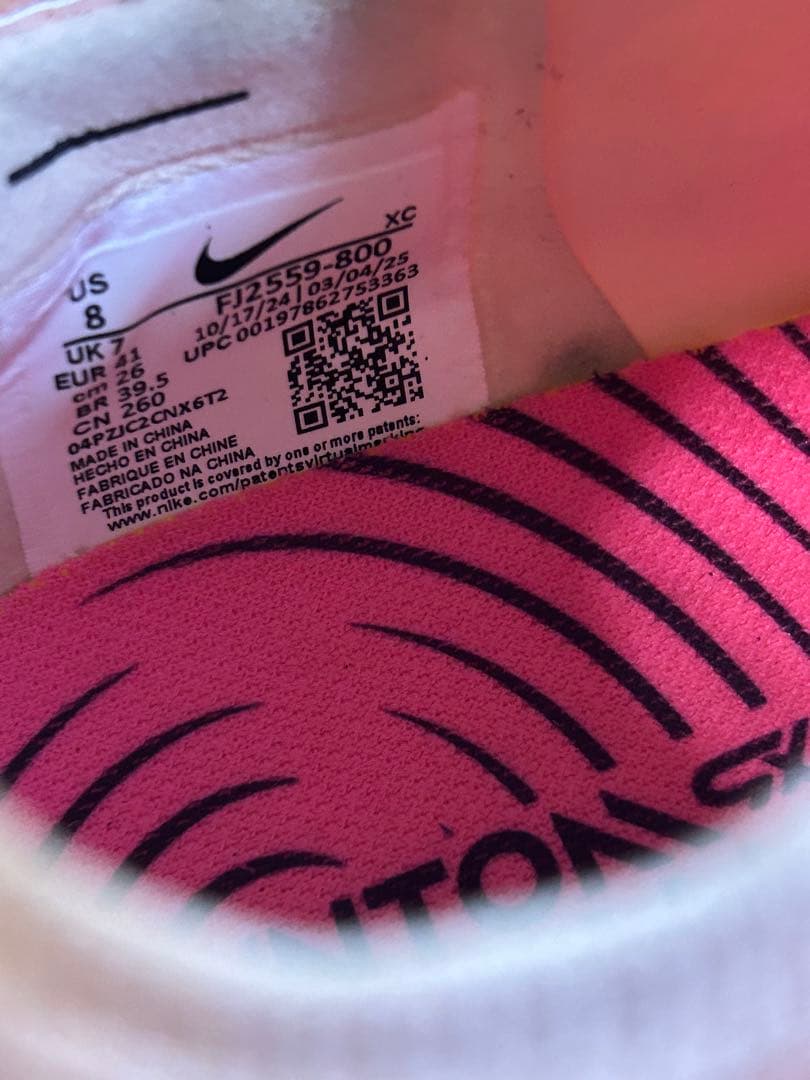 XC
US
8
FJ2559-800
10/17/24 | 03/04/25
UPC 00197862753363
UK 7
EUR 41
cm 26
BR 39.5
CN 260
04PZJC2CNX6T2
MADE IN CHINA
HECHO EN CHINA
FABRIQUE EN CHINE
FABRICADO NA CHINA
This product is covered by one or more patents:
www.nike.com/patentsvirtualmarking